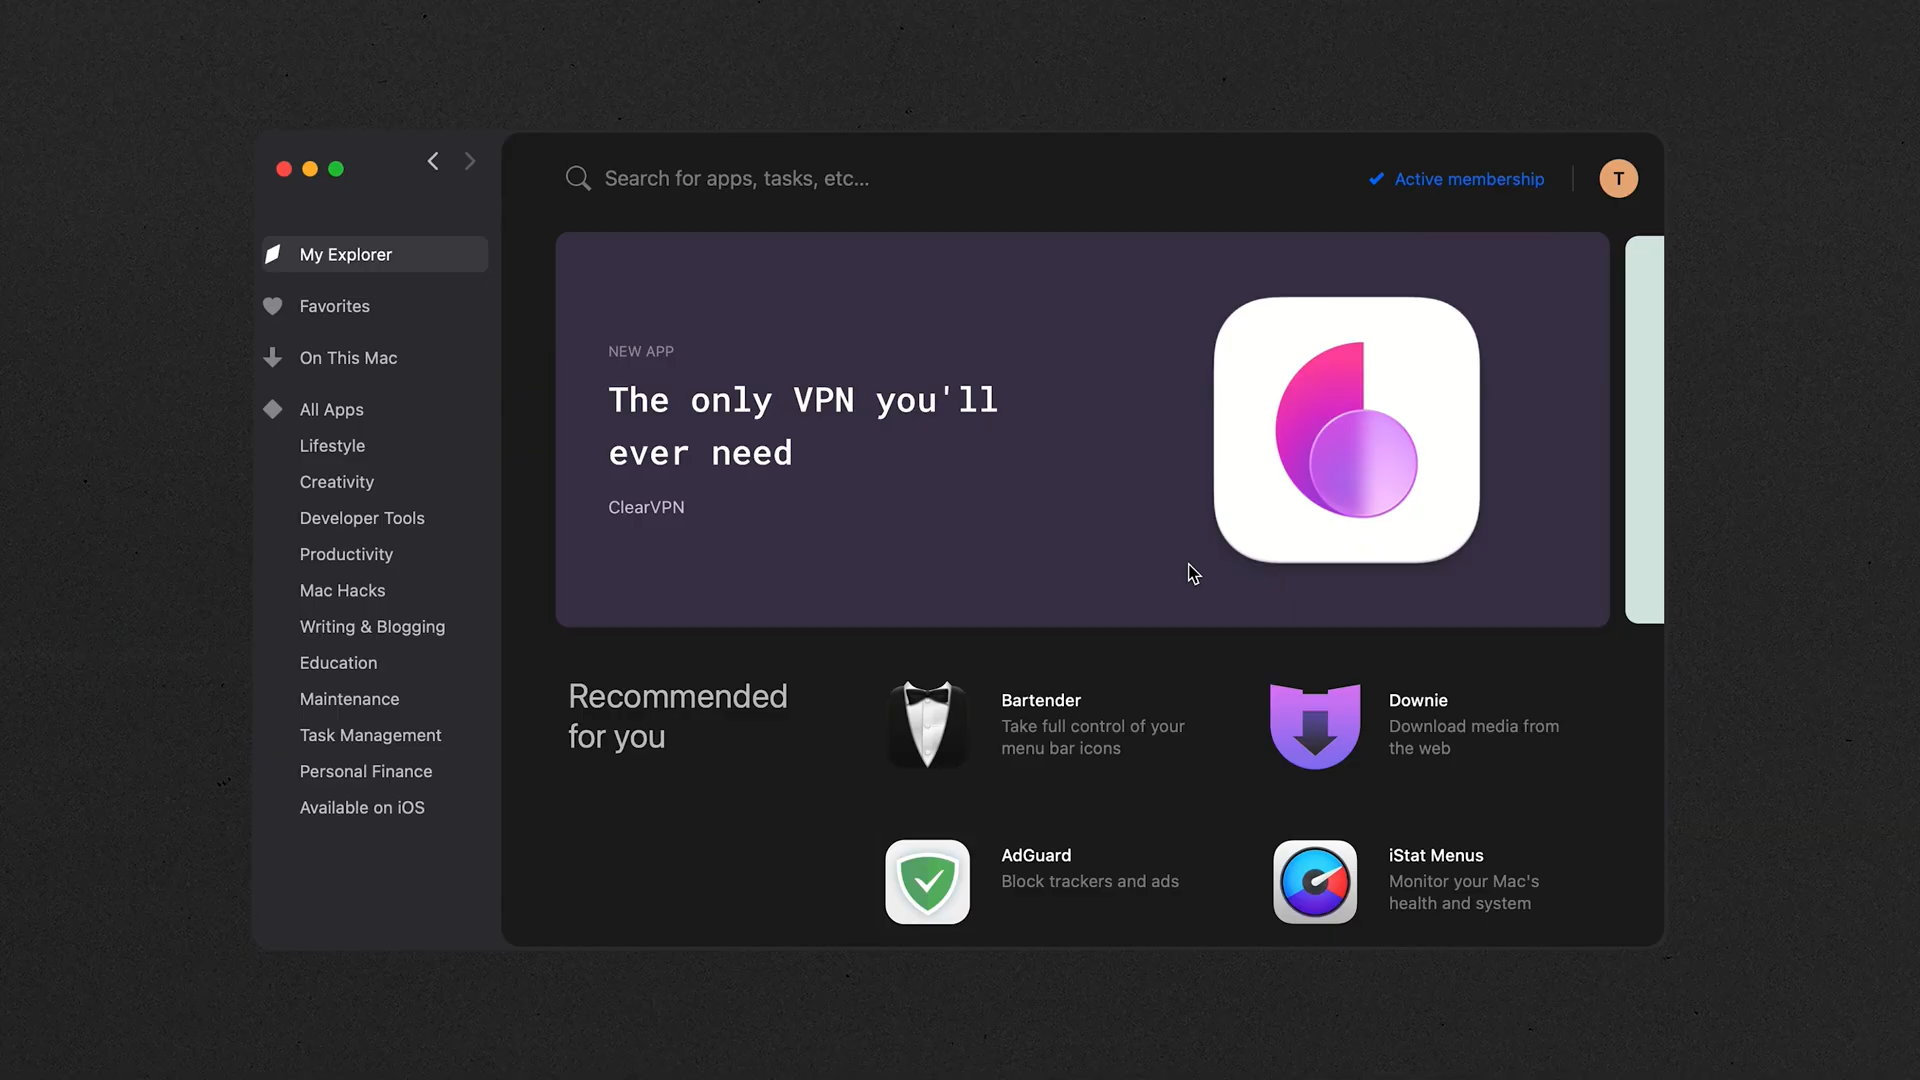 Search for apps, tasks, etc...
Active membership
T
My Explorer
Favorites
On This Mac
All Apps
Lifestyle
Creativity
Developer Tools
Productivity
Mac Hacks
Writing & Blogging
Education
Maintenance
Task Management
Personal Finance
Available on iOS
NEW APP
The only VPN you'll
ever need
ClearVPN
Recommended
for you
Bartender
Take full control of your
menu bar icons
Downie
Download media from
the web
AdGuard
Block trackers and ads
iStat Menus
Monitor your Mac's
health and system